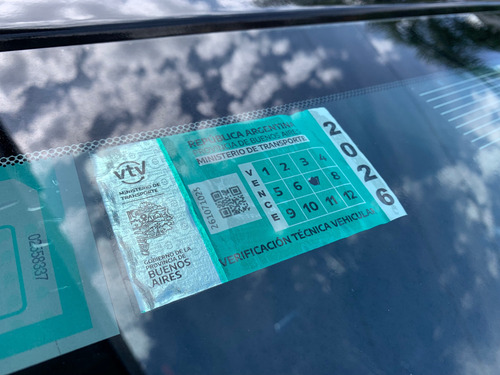 vty
MINISTERIO DE
TRANSPORTE
GOBIERNO DE LA
PROVINCIA DE
BUENOS
AIRES
REPÚBLICA ARGENTINA
PROVINCIA DE BUENOS AIRES
MINISTERIO DE TRANSPORTE
VENCE
1 2 3 4
5 6 8
9 10 11 12
2026
VERIFICACIÓN TÉCNICA VEHICULAR